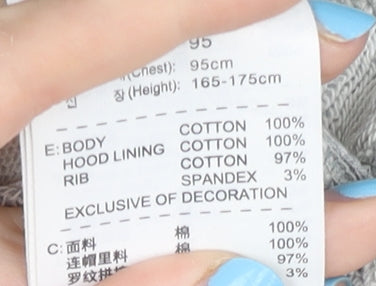 95
(Chest): 95cm
장 (Height): 165-175cm
E: BODY COTTON 100%
HOOD LINING COTTON 100%
RIB COTTON 97%
SPANDEX 3%
EXCLUSIVE OF DECORATION
C: 面料 棉 100%
连帽里料 棉 100%
罗纹拼 97%
3%